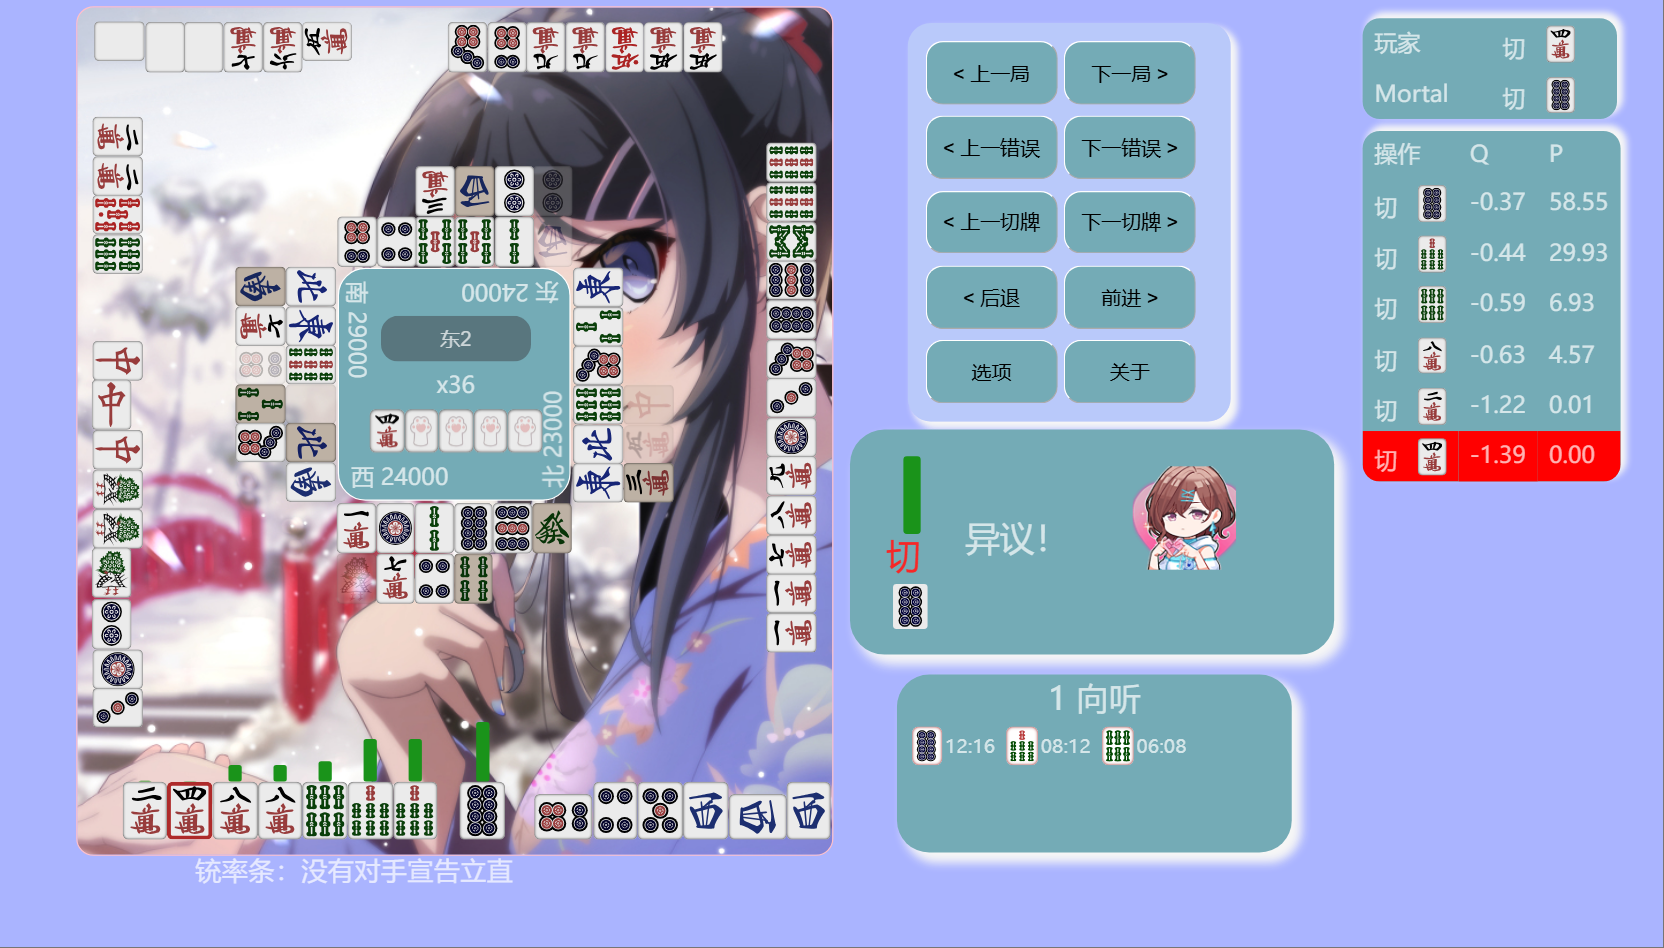 < 上一局
下一局 >
< 上一错误
下一错误 >
< 上一切牌
下一切牌 >
< 后退
前进 >
选项
关于
玩家 切
Mortal 切
操作 Q P
切 -0.37 58.55
切 -0.44 29.93
切 -0.59 6.93
切 -0.63 4.57
切 -1.22 0.01
切 -1.39 0.00
东 24000
南 29000
东2
x36
北 23000
西 24000
切
异议!
1 向听
12:16 08:12 06:08
铳率条：没有对手宣告立直